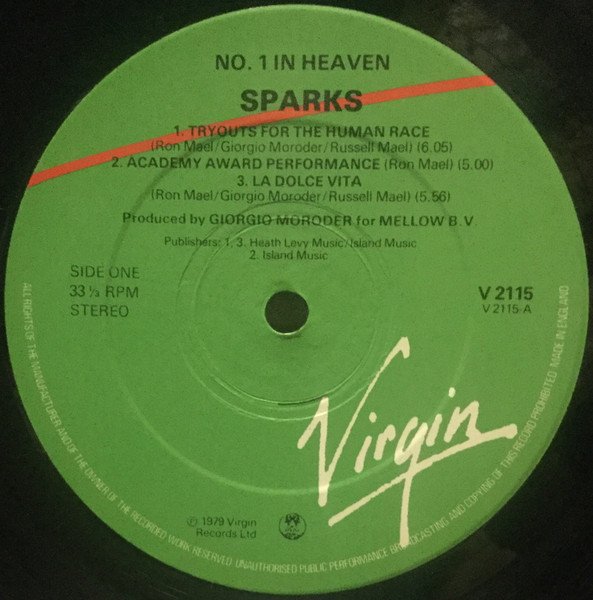 NO. 1 IN HEAVEN
SPARKS
1. TRYOUTS FOR THE HUMAN RACE
(Ron Mael/Giorgio Moroder/Russell Mael) (6.05)
2. ACADEMY AWARD PERFORMANCE (Ron Mael) (5.00)
3. LA DOLCE VITA
(Ron Mael/Giorgio Moroder/Russell Mael) (5.56)
Produced by GIORGIO MORODER for MELLOW B.V
Publishers: 1, 3. Heath Levy Music/Island Music
2. Island Music
SIDE ONE
33 ⅓ RPM
STEREO
V 2115
V 2115-A
Virgin
℗ 1979 Virgin
Records Ltd
ALL RIGHTS OF THE MANUFACTURER AND OF THE OWNER OF THE RECORDED WORK RESERVED. UNAUTHORISED PUBLIC PERFORMANCE BROADCASTING AND COPYING OF THIS RECORD PROHIBITED MADE IN ENGLAND